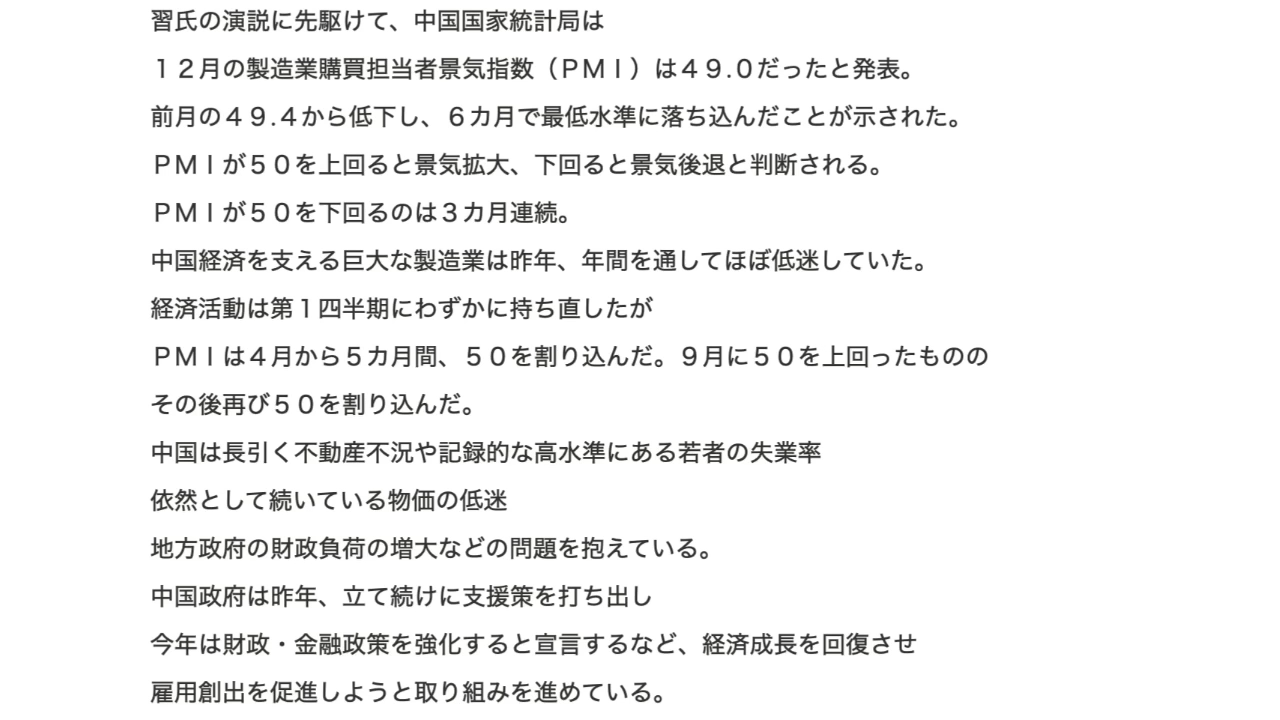 習氏の演説に先駆けて、中国国家統計局は
１２月の製造業購買担当者景気指数（ＰＭＩ）は４９.０だったと発表。
前月の４９.４から低下し、６カ月で最低水準に落ち込んだことが示された。
ＰＭＩが５０を上回ると景気拡大、下回ると景気後退と判断される。
ＰＭＩが５０を下回るのは３カ月連続。
中国経済を支える巨大な製造業は昨年、年間を通してほぼ低迷していた。
経済活動は第１四半期にわずかに持ち直したが
ＰＭＩは４月から５カ月間、５０を割り込んだ。９月に５０を上回ったものの
その後再び５０を割り込んだ。
中国は長引く不動産不況や記録的な高水準にある若者の失業率
依然として続いている物価の低迷
地方政府の財政負荷の増大などの問題を抱えている。
中国政府は昨年、立て続けに支援策を打ち出し
今年は財政・金融政策を強化すると宣言するなど、経済成長を回復させ
雇用創出を促進しようと取り組みを進めている。